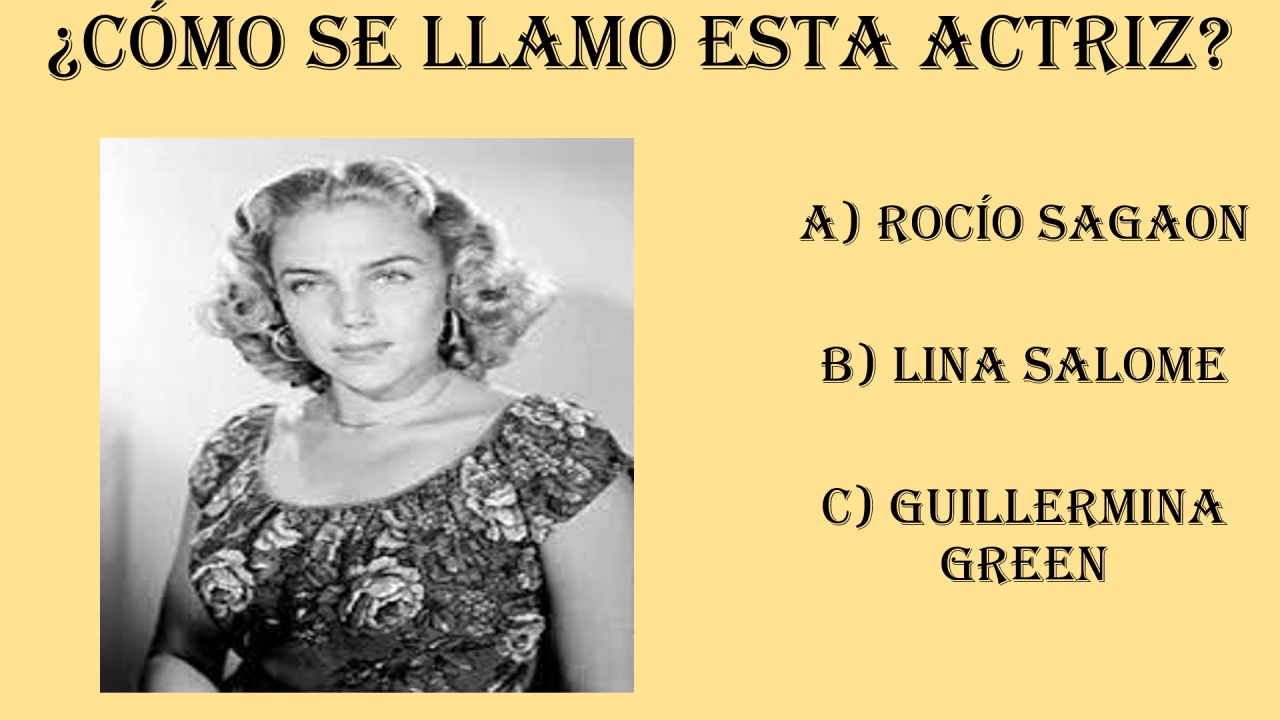 ¿CÓMO SE LLAMO ESTA ACTRIZ?
A) ROCÍO SAGAON
B) LINA SALOME
C) GUILLERMINA
GREEN